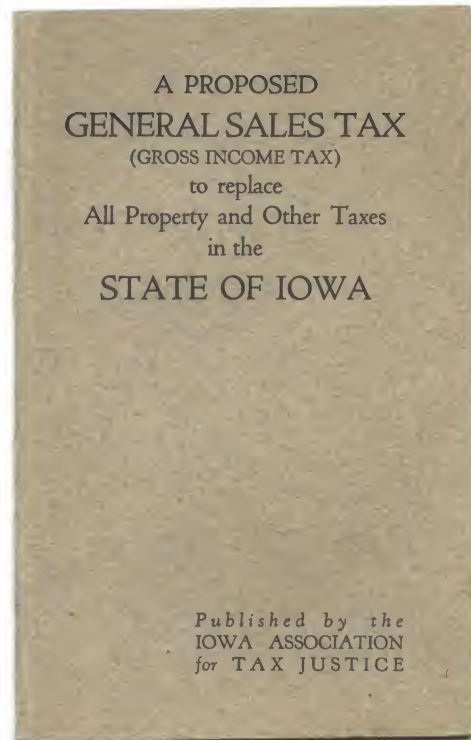 A PROPOSED
GENERAL SALES TAX
(GROSS INCOME TAX)
to replace
All Property and Other Taxes
in the
STATE OF IOWA
Published by the
IOWA ASSOCIATION
for TAX JUSTICE